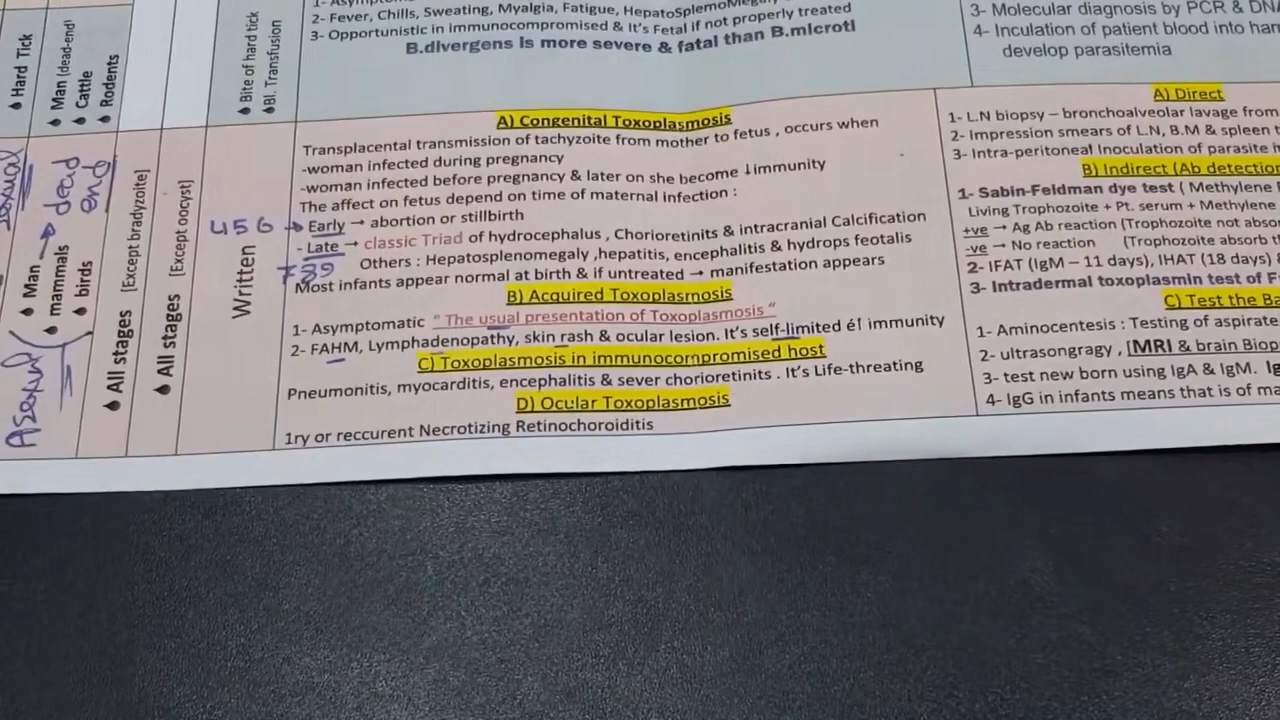 Hard Tick
Man (dead-end)
Cattle
Rodents
Bite of hard tick
Bl. Transfusion
2- Fever, Chills, Sweating, Myalgia, Fatigue,
3- Opportunistic in immunocompromised & It's Fetal if not properly treated
B.divergens is more severe & fatal than B.microti
3- Molecular diagnosis by PCR &
4- Inculation of patient blood into
develop parasitemia
sexual
Asexual
Man
mammals
birds
dead
end
All stages [Except bradyzoite]
All stages [Except oocyst]
Written
A) Congenital Toxoplasmosis
Transplacental transmission of tachyzoite from mother to fetus , occurs when
-woman infected during pregnancy
-woman infected before pregnancy & later on she become ↓immunity
The affect on fetus depend on time of maternal infection :
456
- Early → abortion or stillbirth
- Late → classic Triad of hydrocephalus , Chorioretinits & intracranial Calcification
789
Others : Hepatosplenomegaly ,hepatitis, encephalitis & hydrops feotalis
Most infants appear normal at birth & if untreated → manifestation appears
B) Acquired Toxoplasmosis
1- Asymptomatic " The usual presentation of Toxoplasmosis "
2- FAHM, Lymphadenopathy, skin rash & ocular lesion. It's self-limited é↑ immunity
C) Toxoplasmosis in immunocompromised host
Pneumonitis, myocarditis, encephalitis & sever chorioretinits . It's Life-threating
D) Ocular Toxoplasmosis
1ry or reccurent Necrotizing Retinochoroiditis
A) Direct
1- L.N biopsy – bronchoalveolar lavage from
2- Impression smears of L.N, B.M & spleen
3- Intra-peritoneal Inoculation of parasite
B) Indirect (Ab detection
1- Sabin-Feldman dye test ( Methylene
Living Trophozoite + Pt. serum + Methylene
+ve → Ag Ab reaction (Trophozoite not
-ve → No reaction (Trophozoite absorb
2- IFAT (IgM – 11 days), IHAT (18 days)
3- Intradermal toxoplasmin test of
C) Test the
1- Aminocentesis : Testing of aspirate
2- ultrasongragy , [MRI & brain
3- test new born using IgA & IgM.
4- IgG in infants means that is of